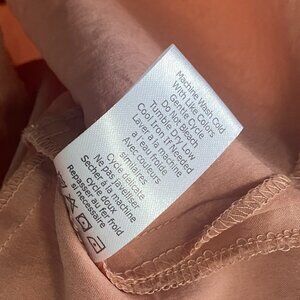 Machine Wash Cold
With Like Colors
Gentle cycle
Do Not Bleach
Tumble Dry Low
Cool Iron If Needed
Laver à la machine
a l'eau froide
Avec couleurs
similaires
Cycle délicate
Ne pas javelliser
Sécher à la machine
cycle doux
Repasser au fer froid
si nécessaire